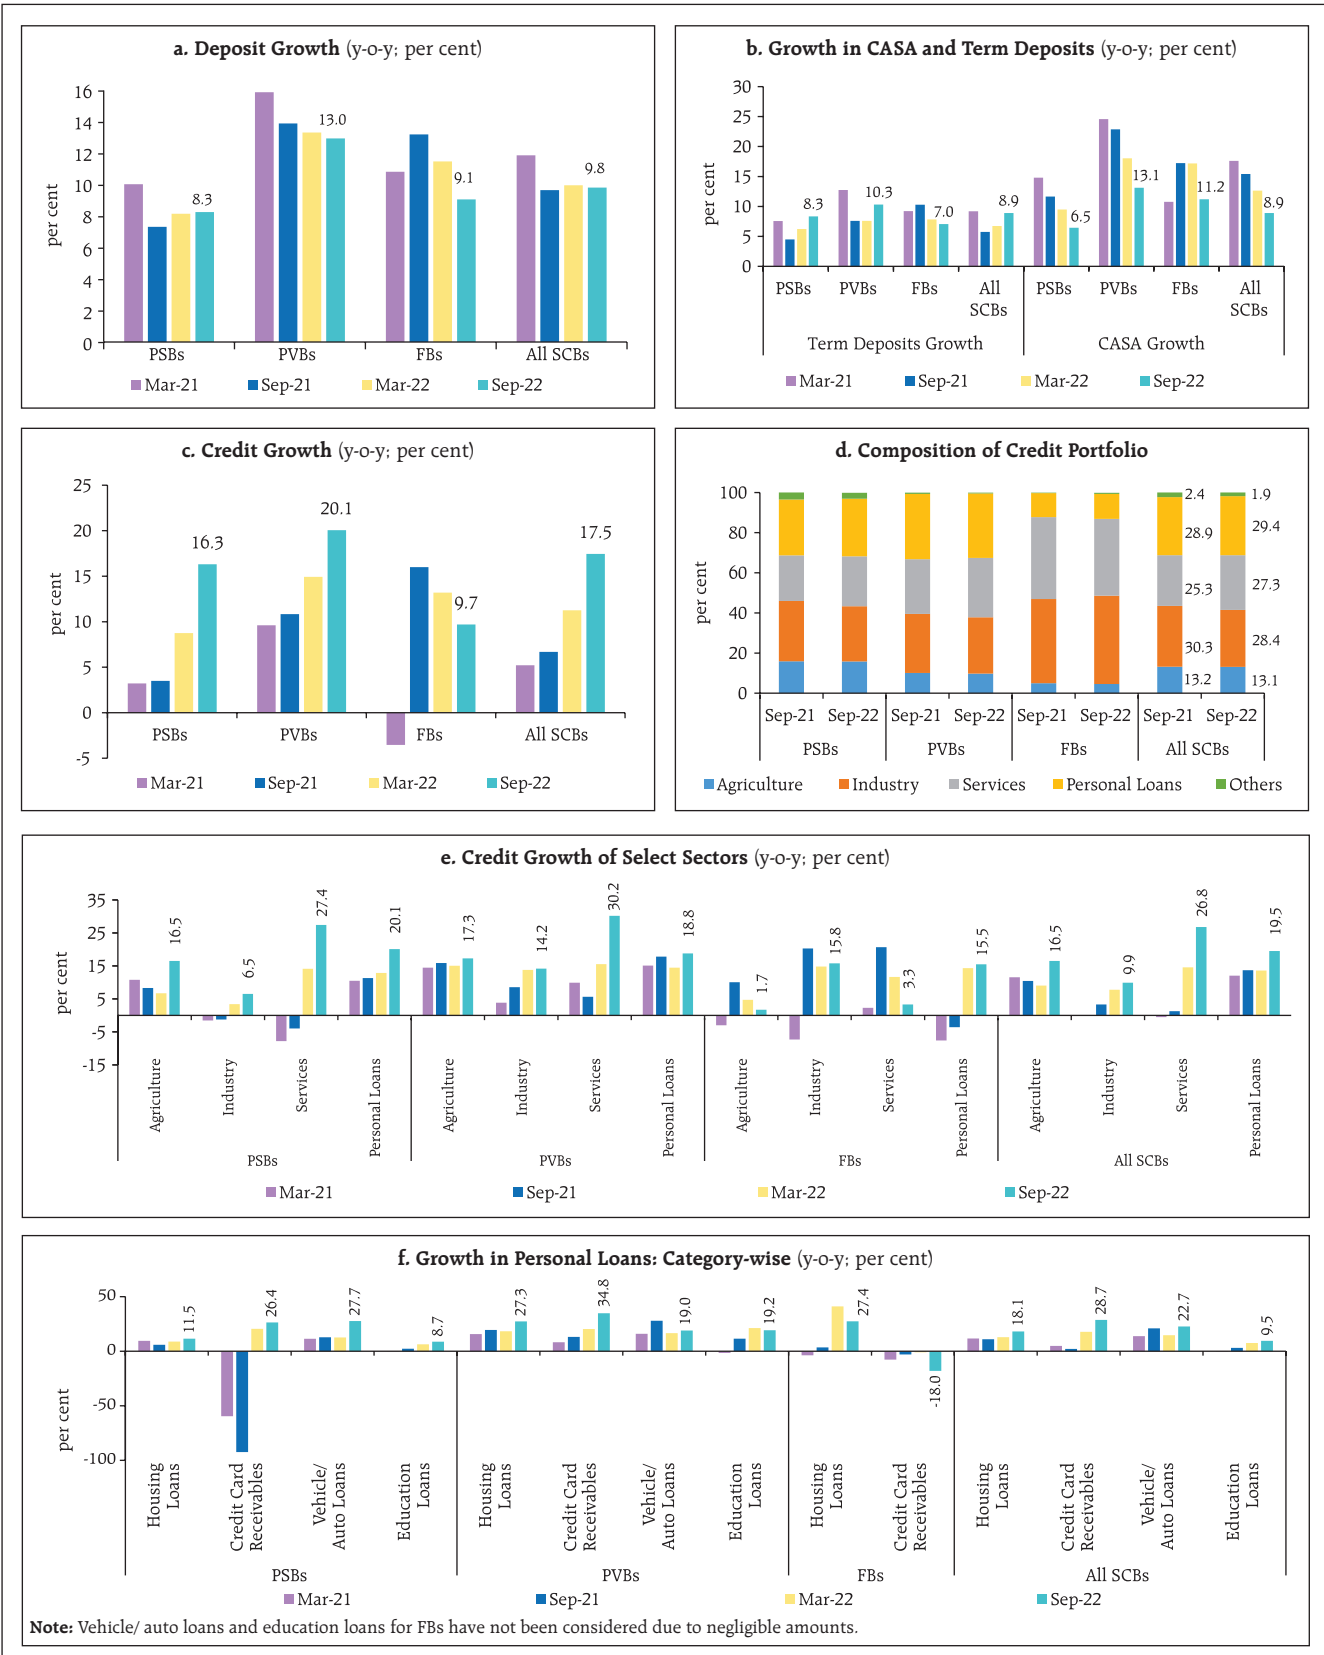 a. Deposit Growth (y-o-y; per cent)
16
14
12
10
8
6
4
2
0
per cent
13.0
9.8
9.1
8.3
PSBs PVBs FBs All SCBs
Mar-21 Sep-21 Mar-22 Sep-22
b. Growth in CASA and Term Deposits (y-o-y; per cent)
30
25
20
15
10
5
0
per cent
8.3 10.3 7.0 8.9 6.5 13.1 11.2 8.9
PSBs PVBs FBs All SCBs PSBs PVBs FBs All SCBs
Term Deposits Growth CASA Growth
Mar-21 Sep-21 Mar-22 Sep-22
c. Credit Growth (y-o-y; per cent)
25
20
15
10
5
0
-5
per cent
16.3 20.1 9.7 17.5
PSBs PVBs FBs All SCBs
Mar-21 Sep-21 Mar-22 Sep-22
d. Composition of Credit Portfolio
100
80
60
40
20
0
per cent
2.4 1.9
28.9 29.4
25.3 27.3
30.3 28.4
13.2 13.1
Sep-21 Sep-22 Sep-21 Sep-22 Sep-21 Sep-22 Sep-21 Sep-22
PSBs PVBs FBs All SCBs
Agriculture Industry Services Personal Loans Others
e. Credit Growth of Select Sectors (y-o-y; per cent)
35
25
15
5
-5
-15
per cent
16.5 6.5 27.4 20.1 17.3 14.2 30.2 18.8 1.7 15.8 3.3 15.5 16.5 9.9 26.8 19.5
Agriculture Industry Services Personal Loans Agriculture Industry Services Personal Loans Agriculture Industry Services Personal Loans Agriculture Industry Services Personal Loans
PSBs PVBs FBs All SCBs
Mar-21 Sep-21 Mar-22 Sep-22
f. Growth in Personal Loans: Category-wise (y-o-y; per cent)
50
0
-50
-100
per cent
11.5 26.4 27.7 8.7 27.3 34.8 19.0 19.2 27.4 -18.0 18.1 28.7 22.7 9.5
Housing Loans Credit Card Receivables Vehicle/ Auto Loans Education Loans Housing Loans Credit Card Receivables Vehicle/ Auto Loans Education Loans Housing Loans Credit Card Receivables Housing Loans Credit Card Receivables Vehicle/ Auto Loans Education Loans
PSBs PVBs FBs All SCBs
Mar-21 Sep-21 Mar-22 Sep-22
Note: Vehicle/ auto loans and education loans for FBs have not been considered due to negligible amounts.